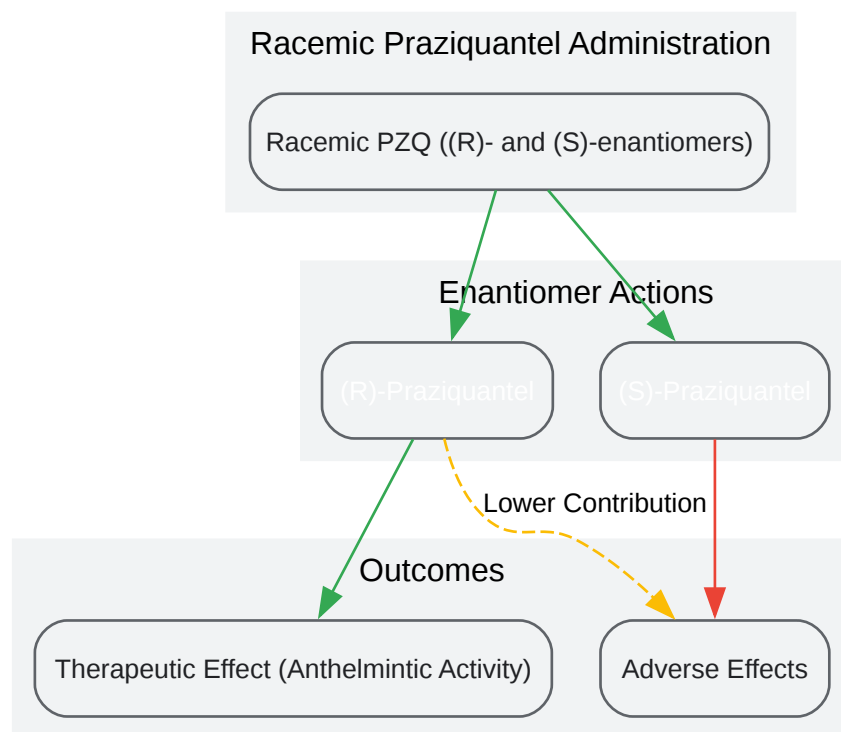 Racemic Praziquantel Administration
Racemic PZQ ((R)- and (S)-enantiomers)
Enantiomer Actions
(R)-Praziquantel
(S)-Praziquantel
Lower Contribution
Outcomes
Therapeutic Effect (Anthelmintic Activity)
Adverse Effects